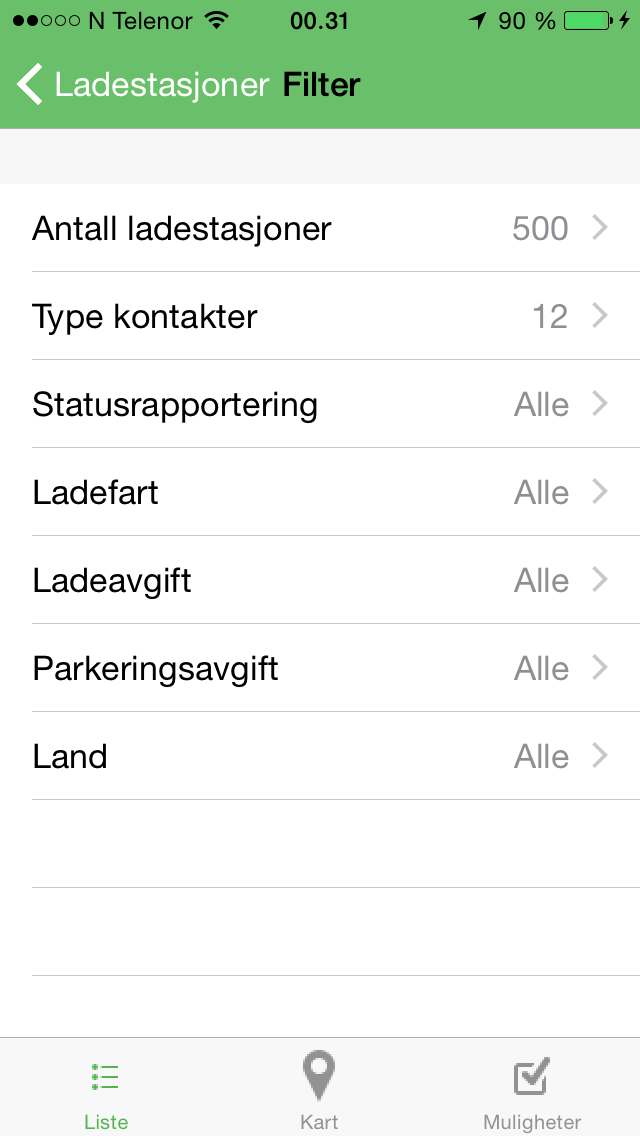 N Telenor 00.31 90 %
Ladestasjoner Filter
Antall ladestasjoner 500
Type kontakter 12
Statusrapportering Alle
Ladefart Alle
Ladeavgift Alle
Parkeringsavgift Alle
Land Alle
Liste Kart Muligheter